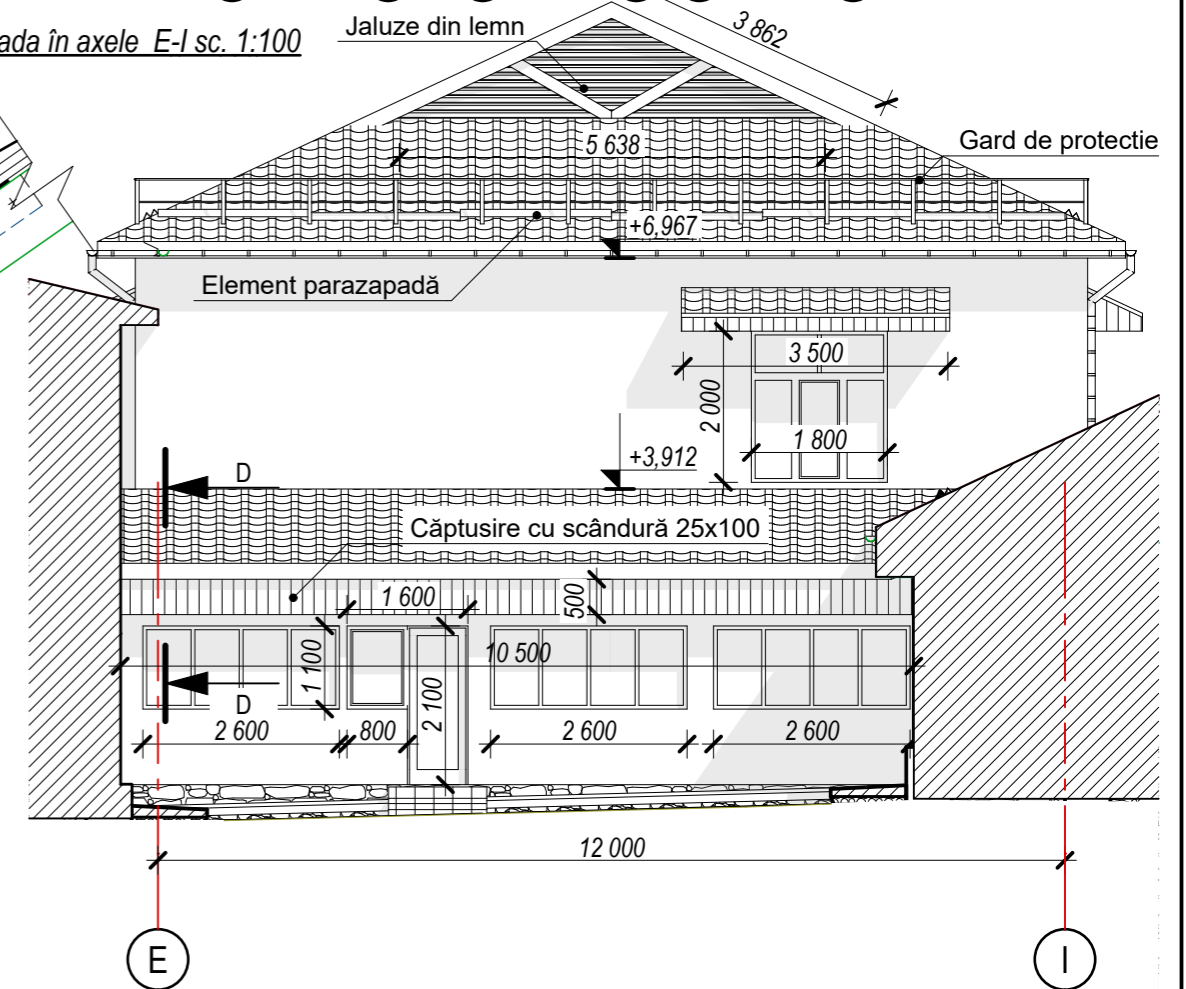 ada în axele E-I sc. 1:100
Jaluze din lemn
3 862
5 638
Gard de protectie
+6,967
Element parazapadă
3 500
2 000
1 800
+3,912
D
Căptusire cu scândură 25x100
1 600
500
1 100
10 500
2 100
D
2 600
800
2 600
2 600
12 000
E
I